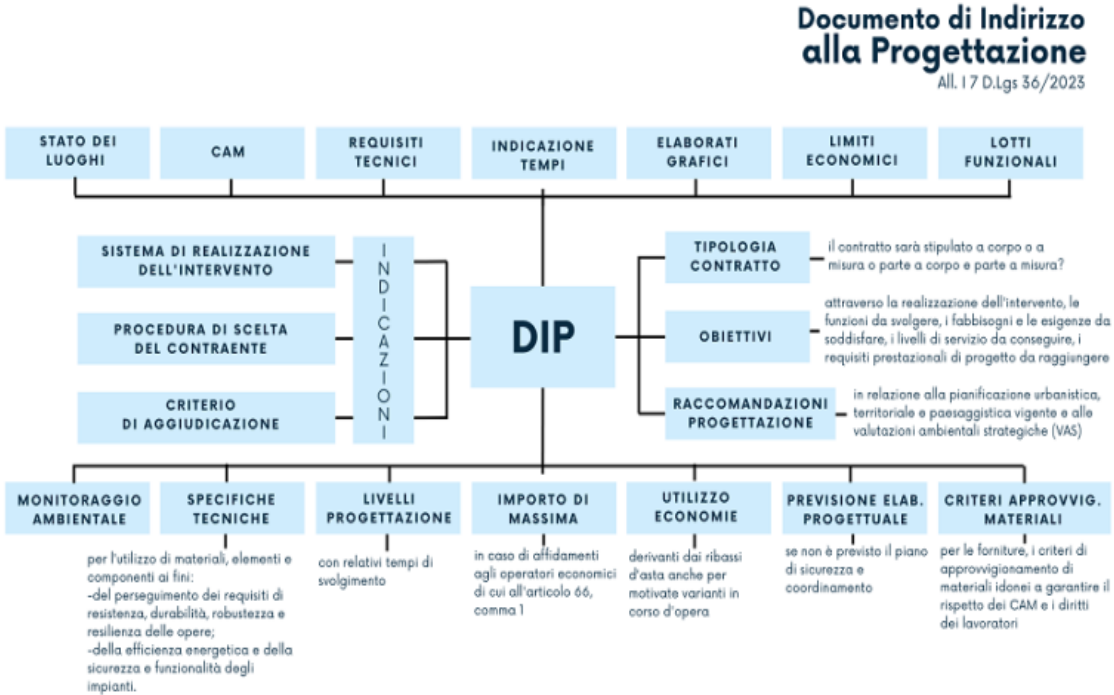 Documento di Indirizzo
alla Progettazione
All. I 7 D.Lgs 36/2023
STATO DEI
LUOGHI
CAM
REQUISITI
TECNICI
INDICAZIONE
TEMPI
ELABORATI
GRAFICI
LIMITI
ECONOMICI
LOTTI
FUNZIONALI
SISTEMA DI REALIZZAZIONE
DELL'INTERVENTO
PROCEDURA DI SCELTA
DEL CONTRAENTE
CRITERIO
DI AGGIUDICAZIONE
INDICAZIONI
DIP
TIPOLOGIA
CONTRATTO
il contratto sarà stipulato a corpo o a
misura o parte a corpo e parte a misura?
OBIETTIVI
attraverso la realizzazione dell'intervento, le
funzioni da svolgere, i fabbisogni e le esigenze da
soddisfare, i livelli di servizio da conseguire, i
requisiti prestazionali di progetto da raggiungere
RACCOMANDAZIONI
PROGETTAZIONE
in relazione alla pianificazione urbanistica,
territoriale e paesaggistica vigente e alle
valutazioni ambientali strategiche (VAS)
MONITORAGGIO
AMBIENTALE
SPECIFICHE
TECNICHE
per l'utilizzo di materiali, elementi e
componenti ai fini:
-del perseguimento dei requisiti di
resistenza, durabilità, robustezza e
resilienza delle opere;
-della efficienza energetica e della
sicurezza e funzionalità degli
impianti.
LIVELLI
PROGETTAZIONE
con relativi tempi di
svolgimento
IMPORTO DI
MASSIMA
in caso di affidamenti
agli operatori economici
di cui all'articolo 66,
comma 1
UTILIZZO
ECONOMIE
derivanti dai ribassi
d'asta anche per
motivate varianti in
corso d'opera
PREVISIONE ELAB.
PROGETTUALE
se non è previsto il piano
di sicurezza e
coordinamento
CRITERI APPROVVIG.
MATERIALI
per le forniture, i criteri di
approvvigionamento di
materiali idonei a garantire il
rispetto dei CAM e i diritti
dei lavoratori